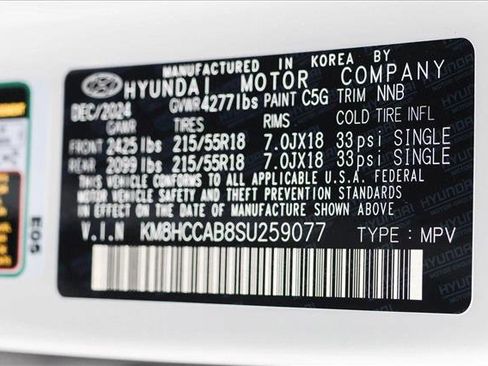 MANUFACTURED IN KOREA BY
HYUNDAI MOTOR COMPANY
DEC/2024 GVWR4277lbs PAINT C5G TRIM NNB
GAWR TIRES RIMS COLD TIRE INFL
FRONT 2425 lbs 215/55R18 7.0JX18 33psi SINGLE
REAR 2099 lbs 215/55R18 7.0JX18 33psi SINGLE
THIS VEHICLE CONFORMS TO ALL APPLICABLE U.S.A. FEDERAL
MOTOR VEHICLE SAFETY AND THEFT PREVENTION STANDARDS
IN EFFECT ON THE DATE OF MANUFACTURE SHOWN ABOVE.
V.I.N KM8HCCAB8SU259077 TYPE : MPV
E05